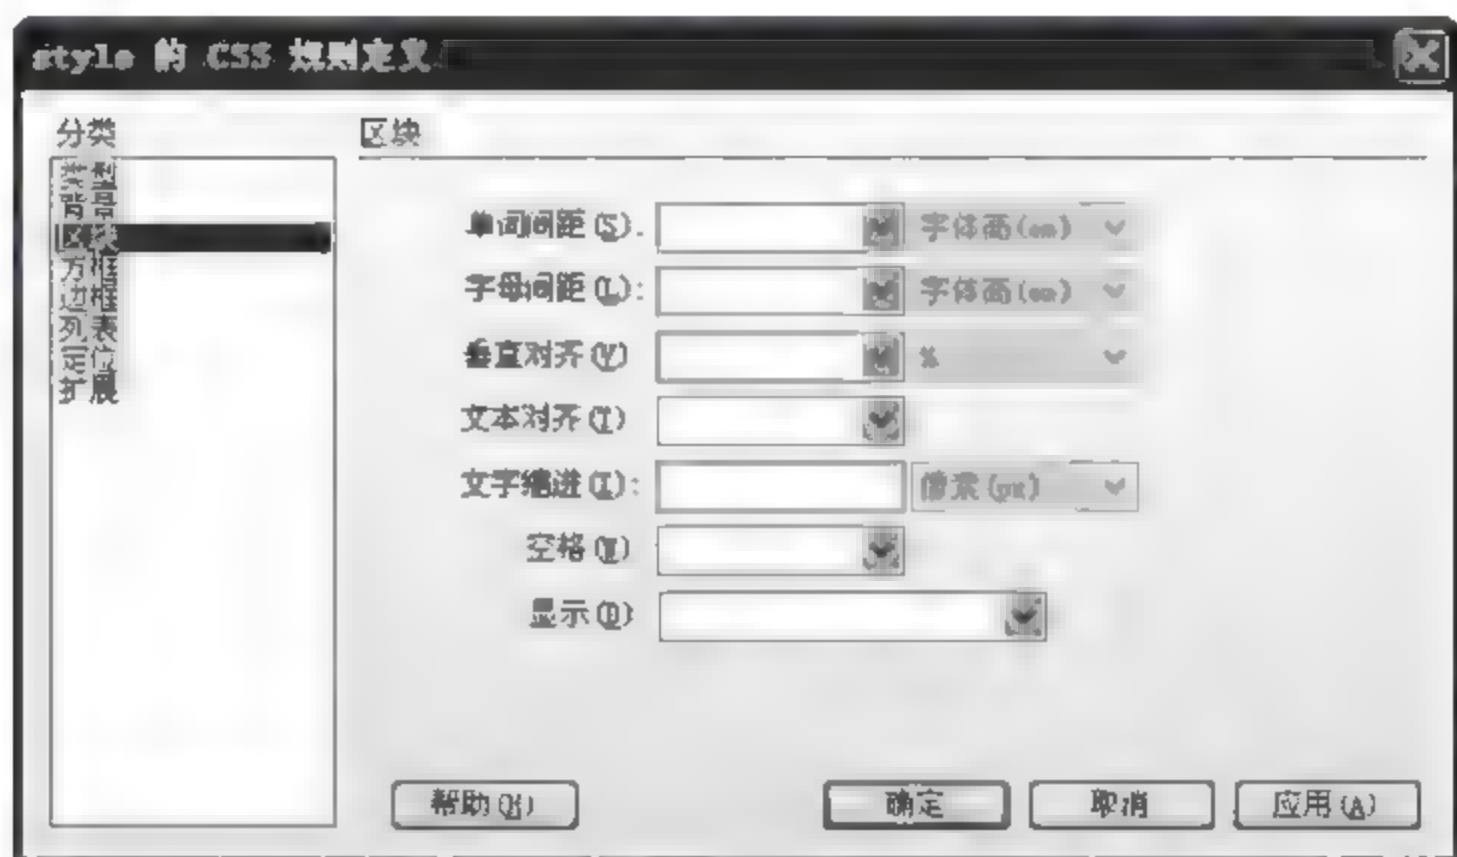 style 的 CSS 规则定义
分类
类型
背景
区块
方框
边框
列表
定位
扩展
区块
单词间距(S): 字体高(em)
字母间距(L): 字体高(em)
垂直对齐(V) %
文本对齐(T)
文字缩进(I): 像素(px)
空格(W)
显示(D)
帮助(H) 确定 取消 应用(A)